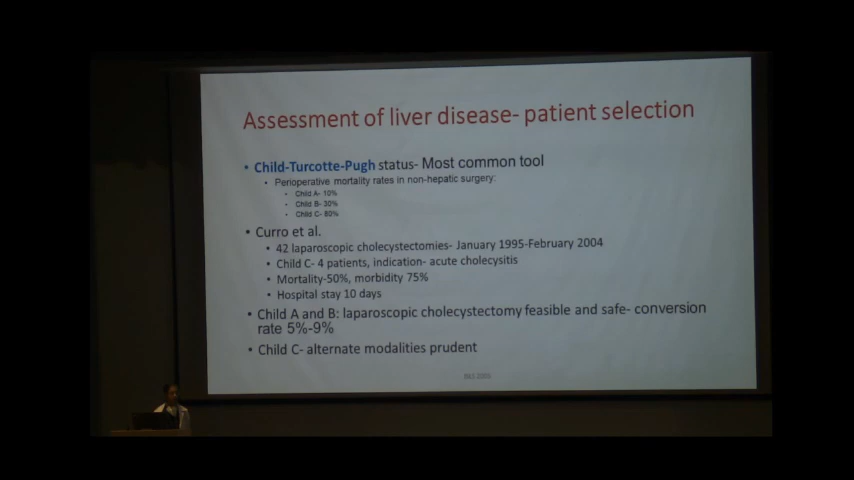 Assessment of liver disease- patient selection
• Child-Turcotte-Pugh status- Most common tool
• Perioperative mortality rates in non-hepatic surgery:
• Child A- 10%
• Child B- 30%
• Child C- 80%
• Curro et al.
• 42 laparoscopic cholecystectomies- January 1995-February 2004
• Child C- 4 patients, indication- acute cholecysitis
• Mortality-50%, morbidity 75%
• Hospital stay 10 days
• Child A and B: laparoscopic cholecystectomy feasible and safe- conversion
rate 5%-9%
• Child C- alternate modalities prudent